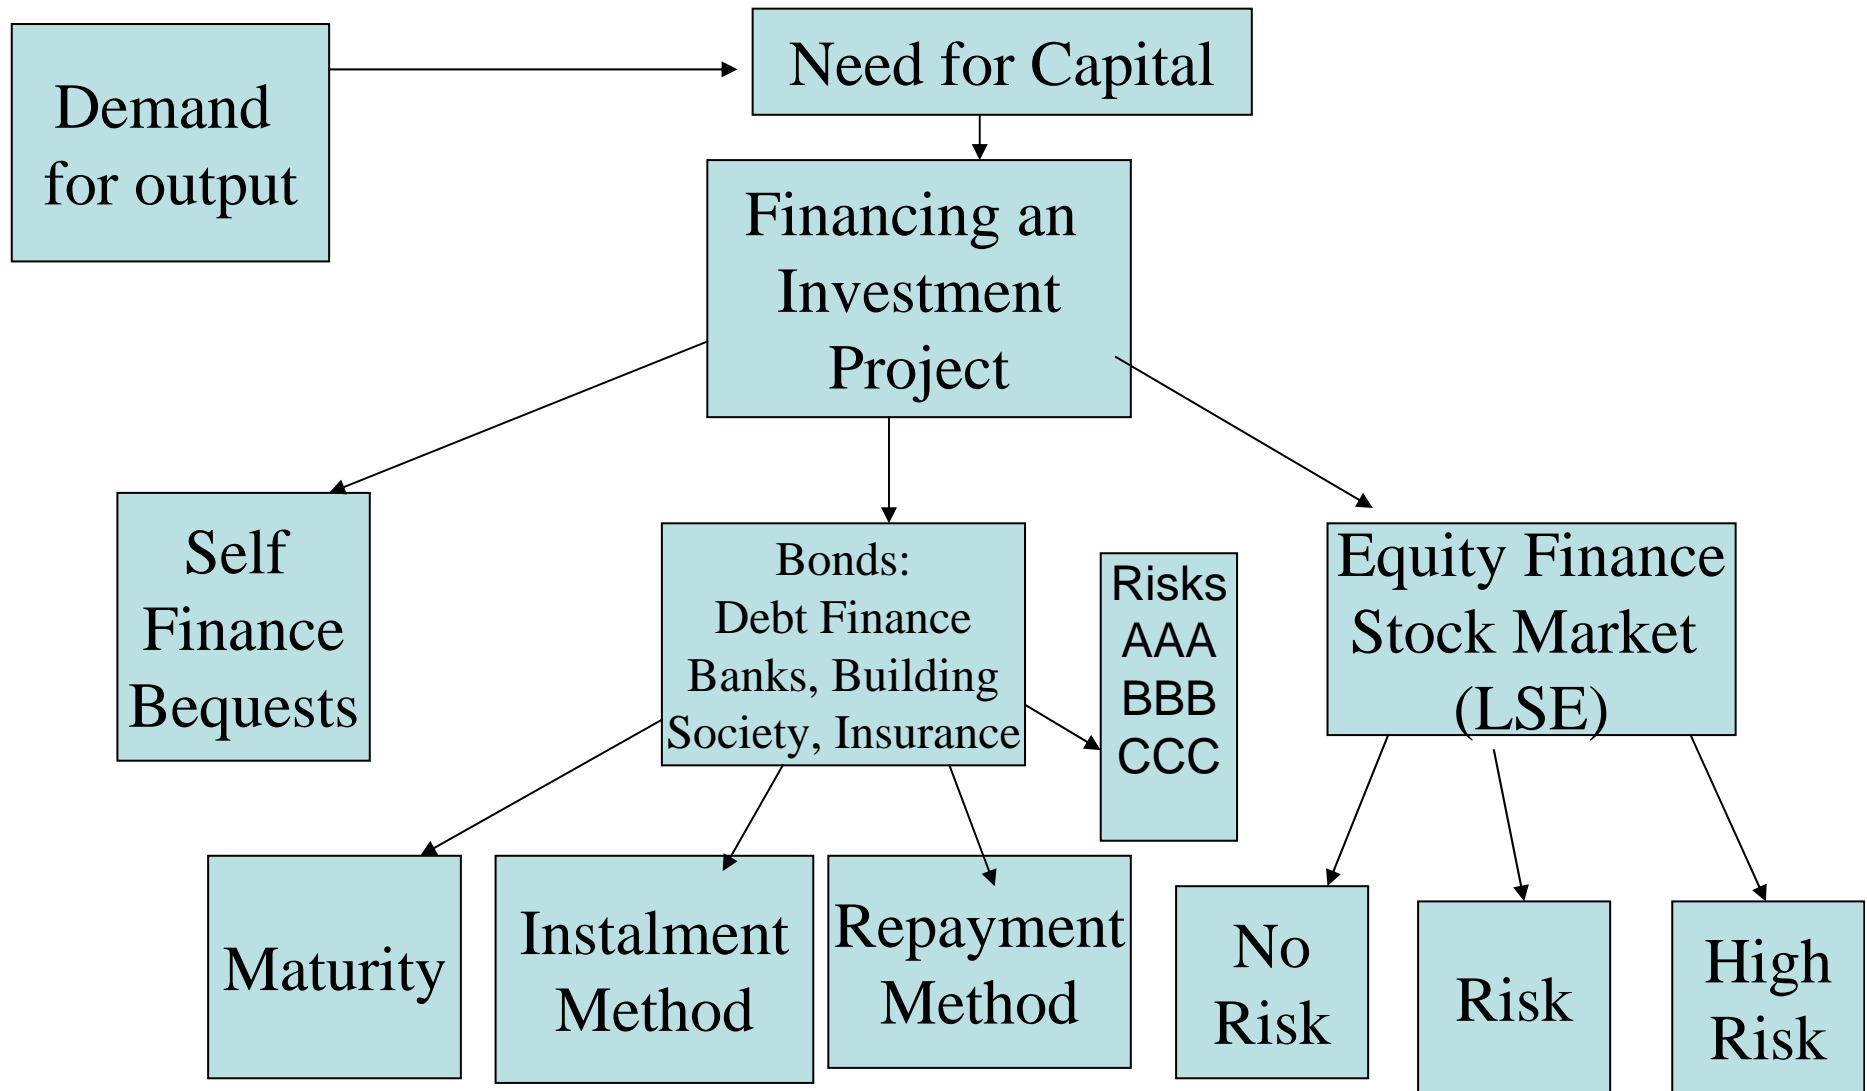 Demand
for output
Need for Capital
Financing an
Investment
Project
Self
Finance
Bequests
Bonds:
Debt Finance
Banks, Building
Society, Insurance
Risks
AAA
BBB
CCC
Equity Finance
Stock Market
(LSE)
Maturity
Instalment
Method
Repayment
Method
No
Risk
Risk
High
Risk